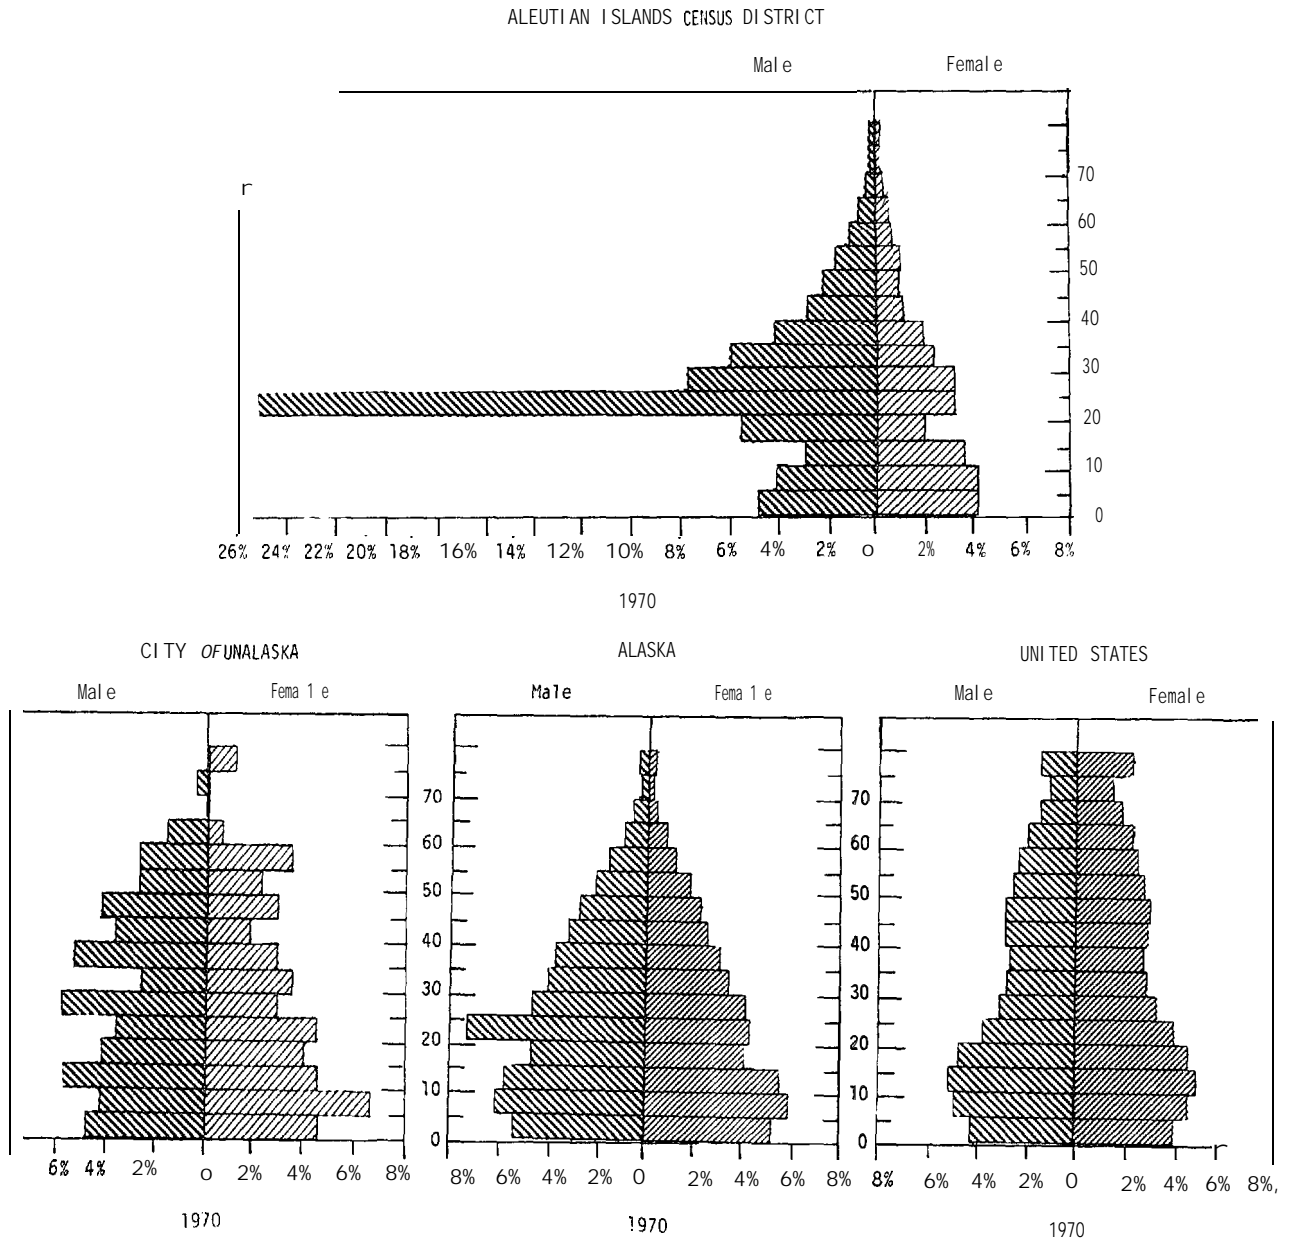 ALEUTIAN ISLANDS CENSUS DISTRICT
Male Female
r
70
60
50
40
30
20
10
0
26% 24% 22% 20% 18% 16% 14% 12% 10% 8% 6% 4% 2% 0 2% 4% 6% 8%
1970
CITY OF UNALASKA ALASKA UNITED STATES
Male Female Male Female Male Female
70 70
60 60
50 50
40 40
30 30
20 20
10 10
0 0
6% 4% 2% 0 2% 4% 6% 8% 8% 6% 4% 2% 0 2% 4% 6% 8% 8% 6% 4% 2% 0 2% 4% 6% 8%,
1970 1970 1970